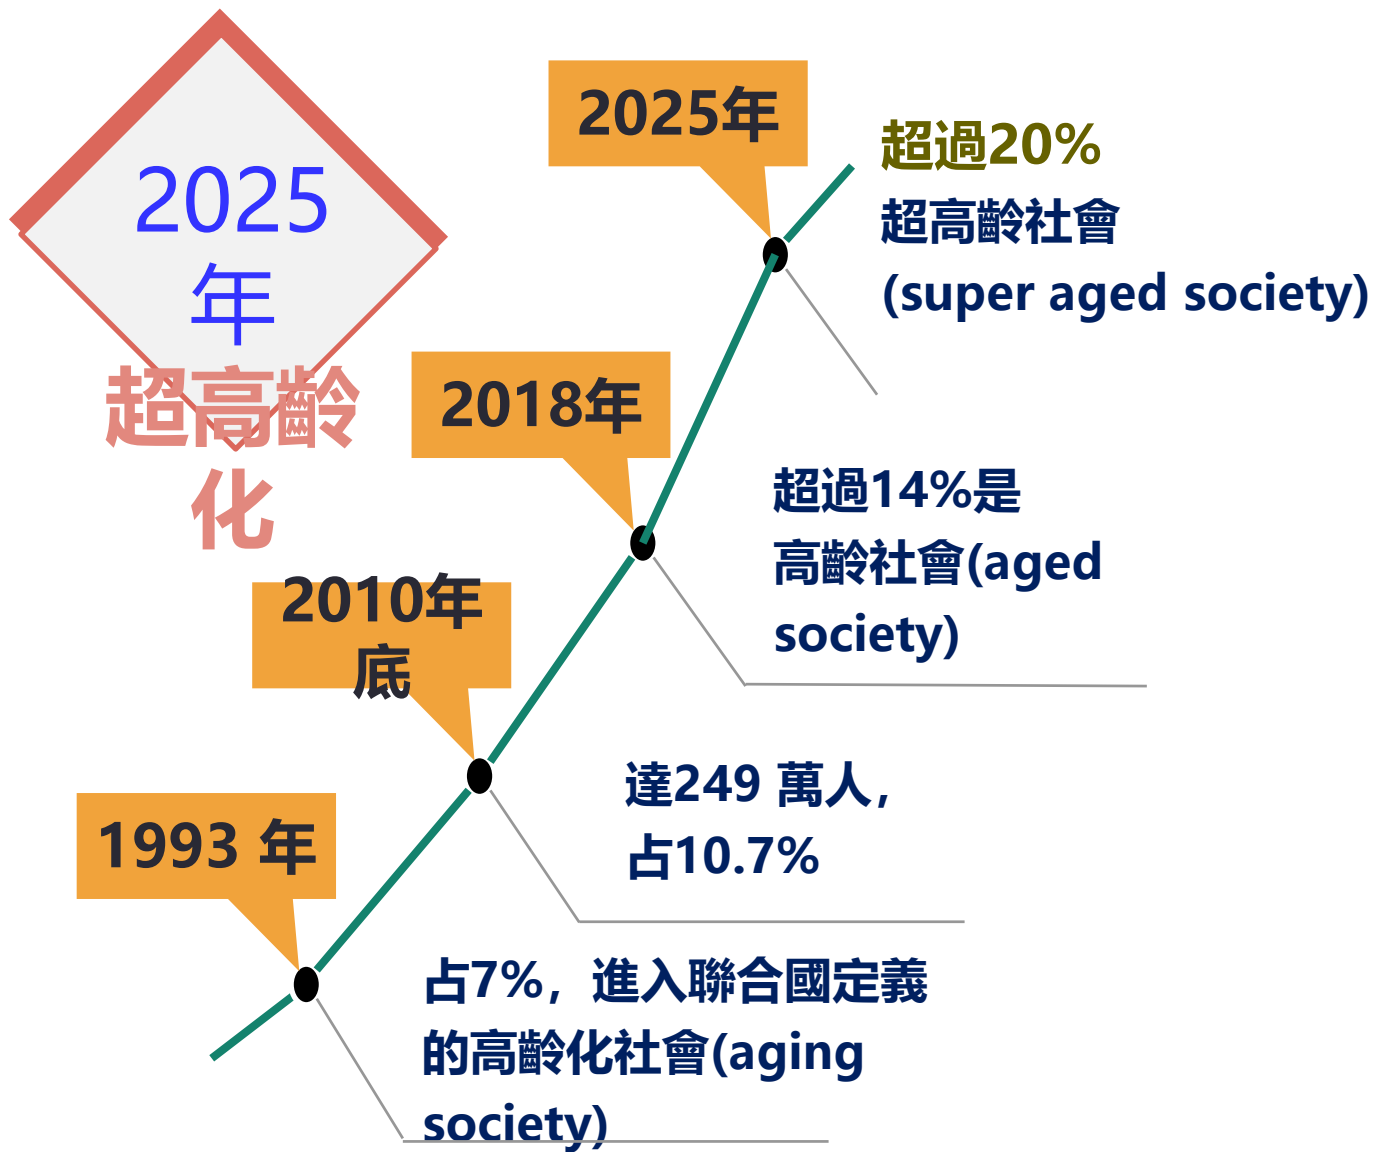 2025
年
超高齡
化
2025年
超過20%
超高齡社會
(super aged society)
2018年
超過14%是
高齡社會(aged
society)
2010年
底
達249 萬人，
占10.7%
1993 年
占7%，進入聯合國定義
的高齡化社會(aging
society)